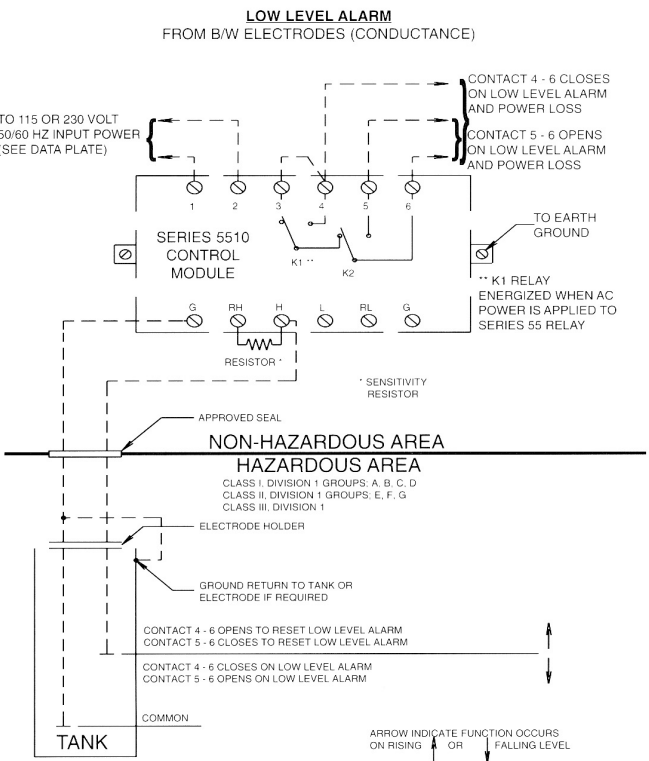 LOW LEVEL ALARM
FROM B/W ELECTRODES (CONDUCTANCE)
CONTACT 4 - 6 CLOSES
ON LOW LEVEL ALARM
AND POWER LOSS
TO 115 OR 230 VOLT
50/60 HZ INPUT POWER
(SEE DATA PLATE)
CONTACT 5 - 6 OPENS
ON LOW LEVEL ALARM
AND POWER LOSS
1 2 3 4 5 6
TO EARTH
GROUND
SERIES 5510
CONTROL
MODULE
K1 **
K2
** K1 RELAY
ENERGIZED WHEN AC
POWER IS APPLIED TO
SERIES 55 RELAY
G RH H L RL G
RESISTOR *
* SENSITIVITY
RESISTOR
APPROVED SEAL
NON-HAZARDOUS AREA
HAZARDOUS AREA
CLASS I, DIVISION 1 GROUPS; A, B, C, D
CLASS II, DIVISION 1 GROUPS; E, F, G
CLASS III, DIVISION 1
ELECTRODE HOLDER
GROUND RETURN TO TANK OR
ELECTRODE IF REQUIRED
CONTACT 4 - 6 OPENS TO RESET LOW LEVEL ALARM
CONTACT 5 - 6 CLOSES TO RESET LOW LEVEL ALARM
CONTACT 4 - 6 CLOSES ON LOW LEVEL ALARM
CONTACT 5 - 6 OPENS ON LOW LEVEL ALARM
COMMON
TANK
ARROW INDICATE FUNCTION OCCURS
ON RISING OR FALLING LEVEL